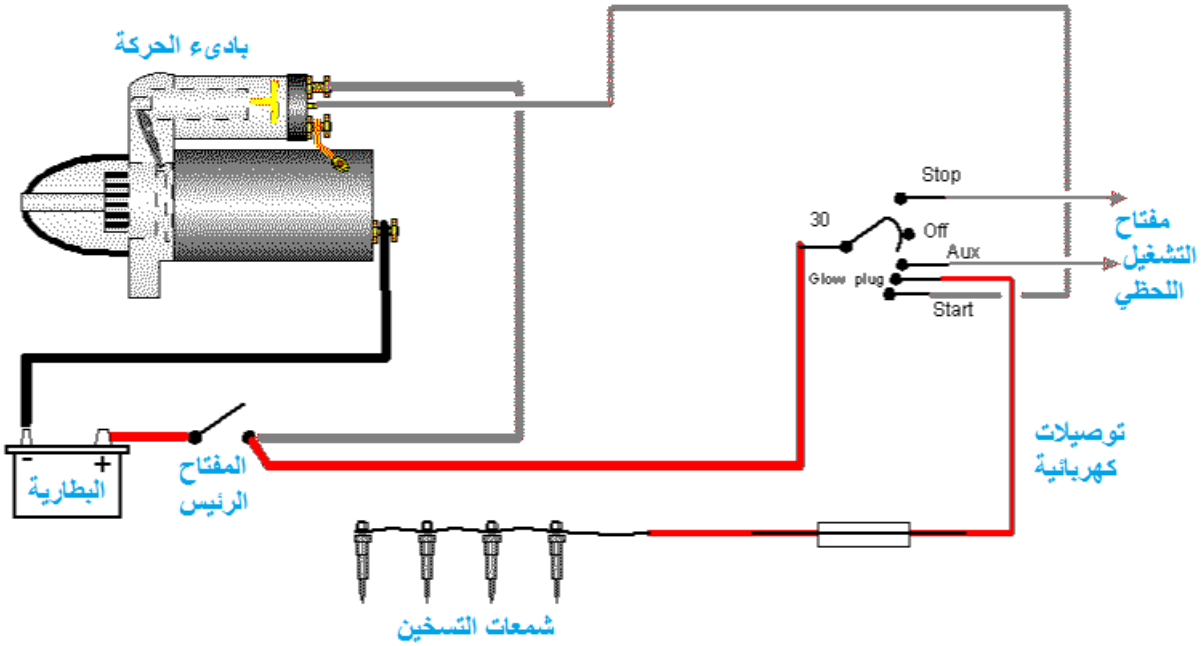 بادىء الحركة
Stop
30
Off
Aux
Glow plug
Start
مفتاح
التشغيل
اللحظي
توصيلات
كهربائية
- +
البطارية
المفتاح
الرئيس
شمعات التسخين